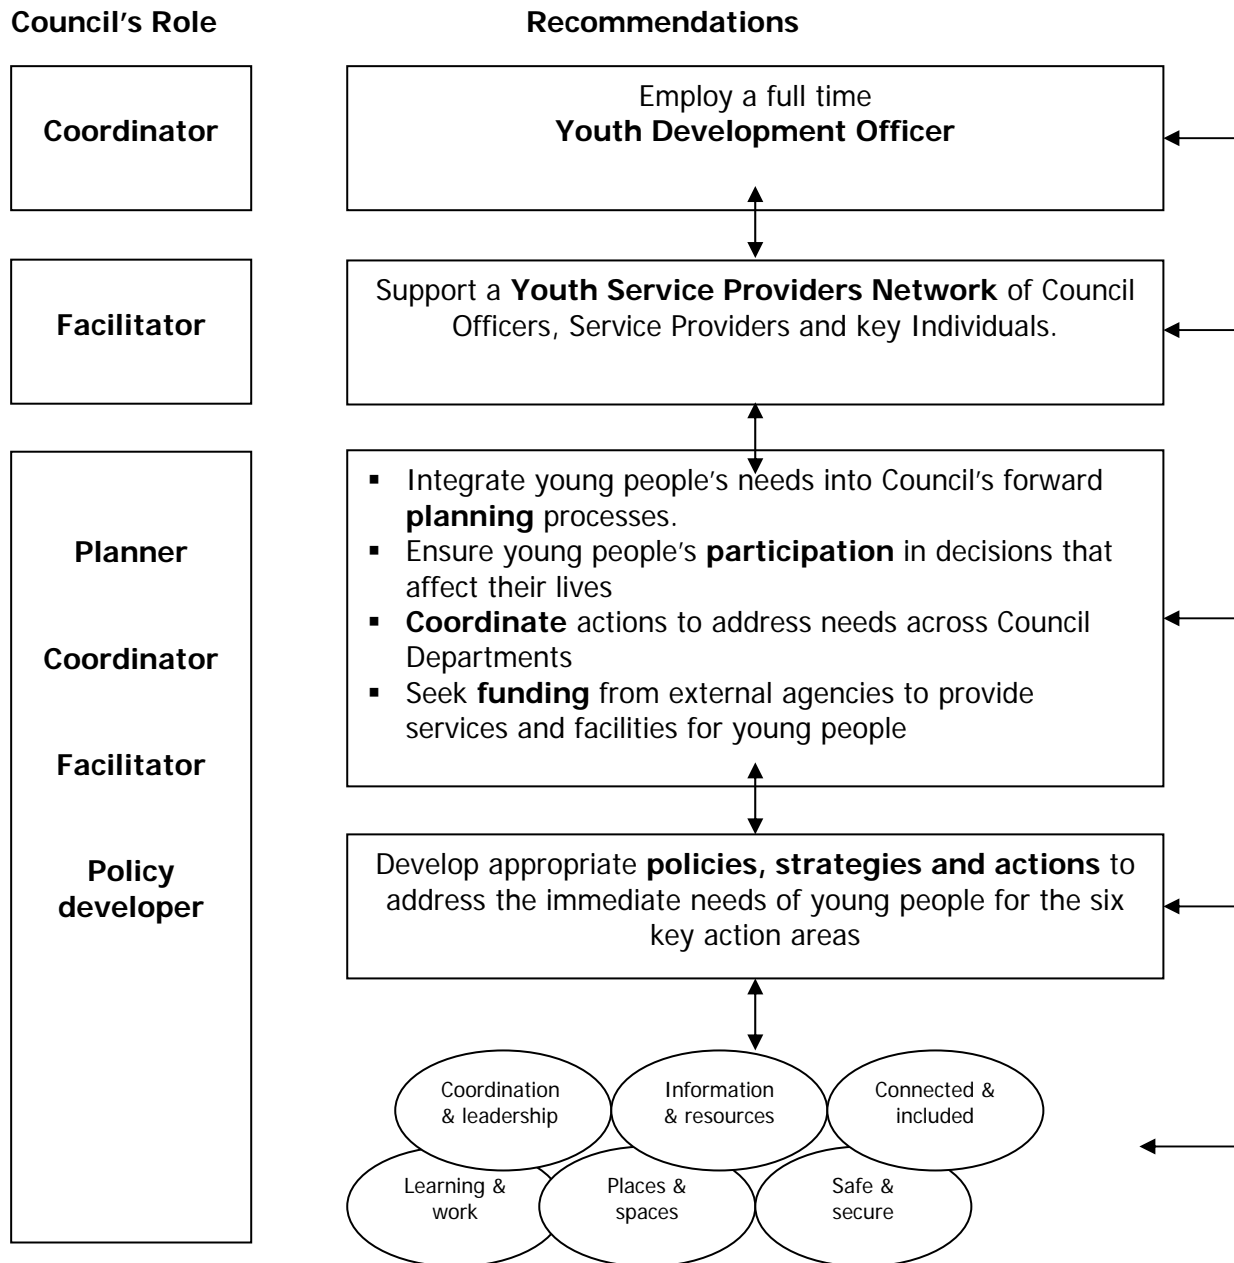 Council's Role
Recommendations
Coordinator
Employ a full time
Youth Development Officer
Facilitator
Support a Youth Service Providers Network of Council
Officers, Service Providers and key Individuals.
Planner
Coordinator
Facilitator
Policy
developer
▪ Integrate young people's needs into Council's forward
planning processes.
▪ Ensure young people's participation in decisions that
affect their lives
▪ Coordinate actions to address needs across Council
Departments
▪ Seek funding from external agencies to provide
services and facilities for young people
Develop appropriate policies, strategies and actions to
address the immediate needs of young people for the six
key action areas
Coordination
& leadership
Information
& resources
Connected &
included
Learning &
work
Places &
spaces
Safe &
secure